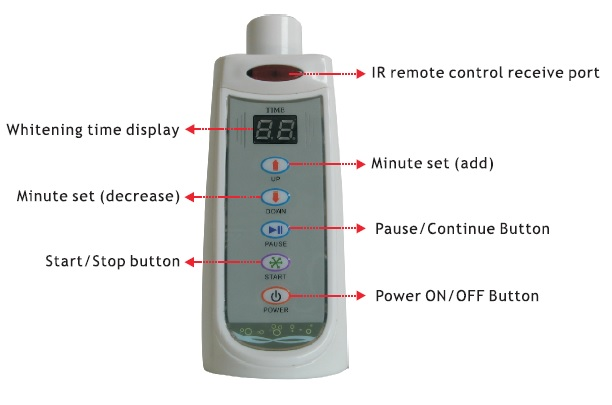 IR remote control receive port
TIME
88
Whitening time display
Minute set (add)
UP
Minute set (decrease)
DOWN
Pause/Continue Button
PAUSE
Start/Stop button
START
Power ON/OFF Button
POWER